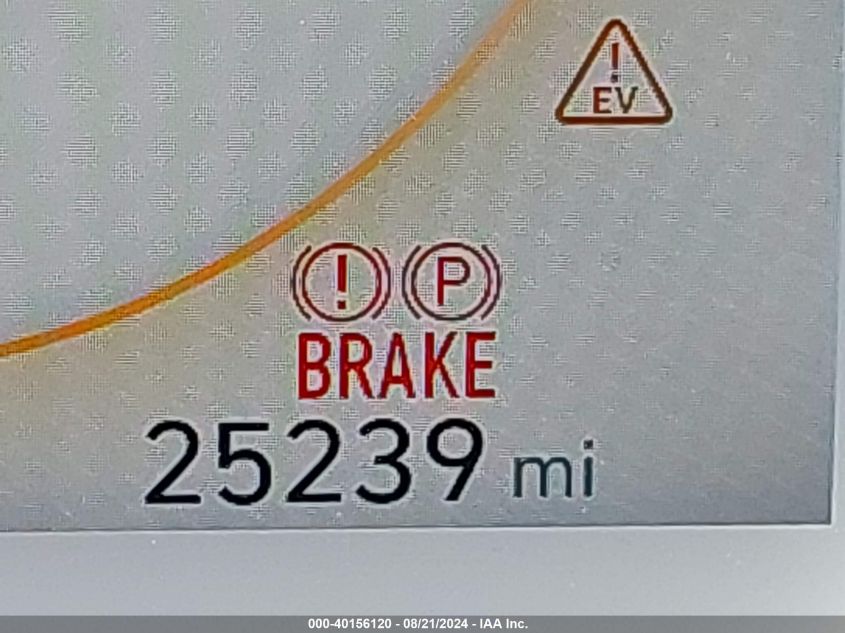 !
EV
! P
BRAKE
25239 mi
000-40156120 - 08/21/2024 - IAA Inc.